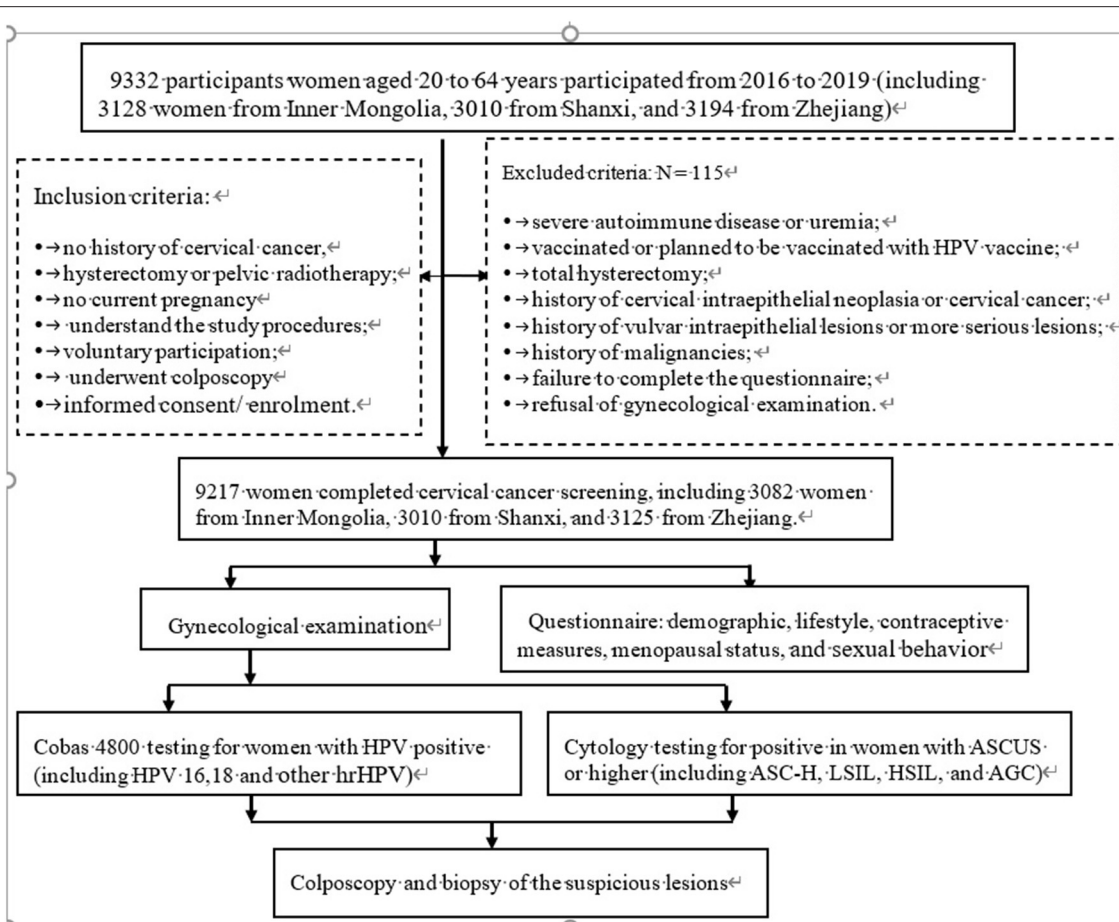 9332 participants women aged 20 to 64 years participated from 2016 to 2019 (including
3128 women from Inner Mongolia, 3010 from Shanxi, and 3194 from Zhejiang)↵
Inclusion criteria: ↵
•→no history of cervical cancer,↵
•→hysterectomy or pelvic radiotherapy;↵
•→no current pregnancy↵
•→ understand the study procedures;↵
•→voluntary participation;↵
•→ underwent colposcopy↵
•→informed consent/ enrolment.↵
Excluded criteria: N= 115↵
•→severe autoimmune disease or uremia;↵
•→vaccinated or planned to be vaccinated with HPV vaccine; ↵
•→total hysterectomy;↵
•→history of cervical intraepithelial neoplasia or cervical cancer; ↵
•→history of vulvar intraepithelial lesions or more serious lesions; ↵
•→history of malignancies; ↵
•→failure to complete the questionnaire; ↵
•→refusal of gynecological examination. ↵
9217 women completed cervical cancer screening, including 3082 women
from Inner Mongolia, 3010 from Shanxi, and 3125 from Zhejiang.↵
Gynecological examination↵
Questionnaire: demographic, lifestyle, contraceptive
measures, menopausal status, and sexual behavior↵
Cobas 4800 testing for women with HPV positive
(including HPV 16,18 and other hrHPV)↵
Cytology testing for positive in women with ASCUS
or higher (including ASC-H, LSIL, HSIL, and AGC)↵
Colposcopy and biopsy of the suspicious lesions↵